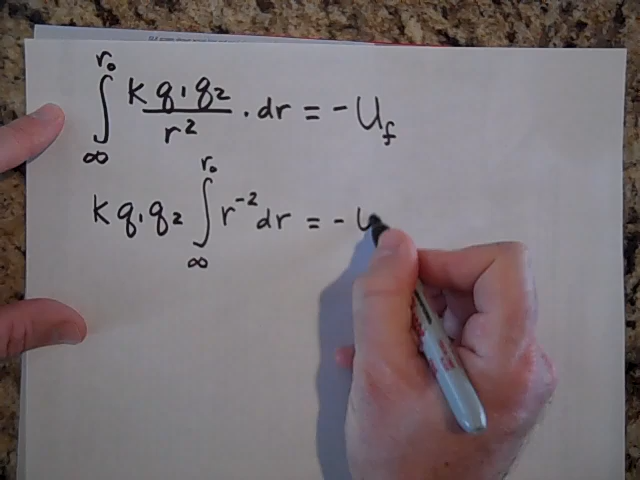 ∫_∞^{r₀} kq₁q₂/r² · dr = -U_f
kq₁q₂ ∫_∞^{r₀} r⁻² dr = -U